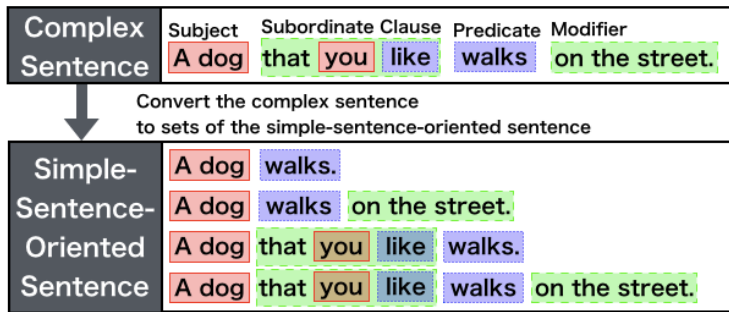 Complex Sentence
Subject Subordinate Clause Predicate Modifier
A dog that you like walks on the street.
Convert the complex sentence
to sets of the simple-sentence-oriented sentence
Simple-
Sentence-
Oriented
Sentence
A dog walks.
A dog walks on the street.
A dog that you like walks.
A dog that you like walks on the street.